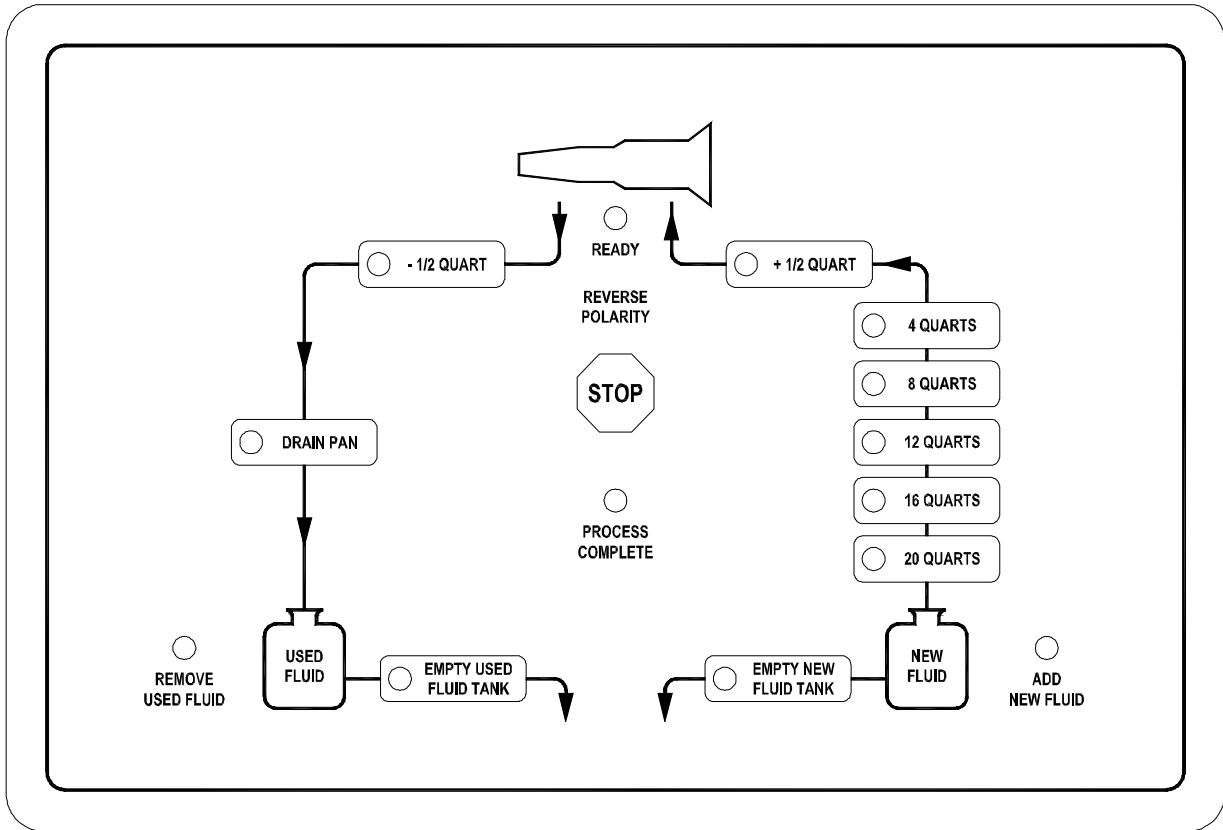 READY
- 1/2 QUART
+ 1/2 QUART
REVERSE
POLARITY
4 QUARTS
STOP
8 QUARTS
DRAIN PAN
12 QUARTS
16 QUARTS
PROCESS
COMPLETE
20 QUARTS
USED
FLUID
NEW
FLUID
REMOVE
USED FLUID
EMPTY USED
FLUID TANK
EMPTY NEW
FLUID TANK
ADD
NEW FLUID